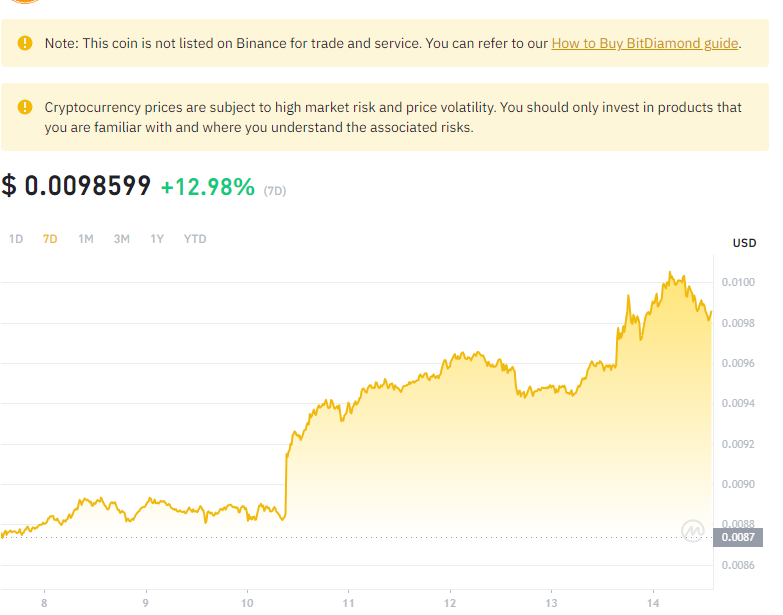 Note: This coin is not listed on Binance for trade and service. You can refer to our How to Buy BitDiamond guide.
Cryptocurrency prices are subject to high market risk and price volatility. You should only invest in products that
you are familiar with and where you understand the associated risks.
$ 0.0098599 +12.98% (7D)
1D 7D 1M 3M 1Y YTD
USD
0.0100
0.0098
0.0096
0.0094
0.0092
0.0090
0.0088
0.0087
0.0086
8 9 10 11 12 13 14